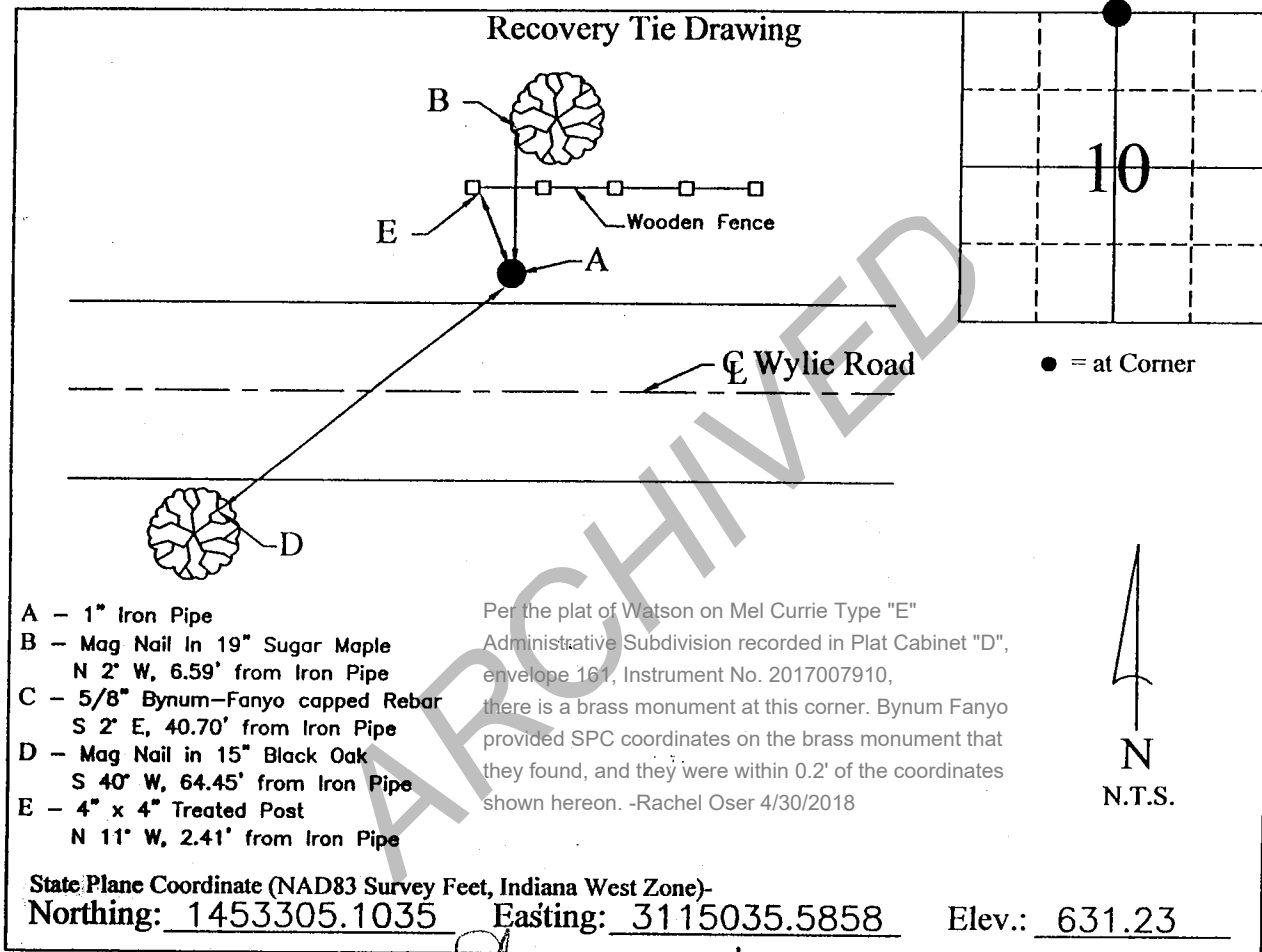 Recovery Tie Drawing
B
10
E
Wooden Fence
A
℄ Wylie Road
● = at Corner
D
A – 1" Iron Pipe
B – Mag Nail In 19" Sugar Maple
N 2° W, 6.59' from Iron Pipe
C – 5/8" Bynum–Fanyo capped Rebar
S 2° E, 40.70' from Iron Pipe
D – Mag Nail in 15" Black Oak
S 40° W, 64.45' from Iron Pipe
E – 4" x 4" Treated Post
N 11° W, 2.41' from Iron Pipe
Per the plat of Watson on Mel Currie Type "E"
Administrative Subdivision recorded in Plat Cabinet "D",
envelope 161, Instrument No. 2017007910,
there is a brass monument at this corner. Bynum Fanyo
provided SPC coordinates on the brass monument that
they found, and they were within 0.2' of the coordinates
shown hereon. -Rachel Oser 4/30/2018
N
N.T.S.
ARCHIVED
State Plane Coordinate (NAD83 Survey Feet, Indiana West Zone)-
Northing: 1453305.1035 Easting: 3115035.5858 Elev.: 631.23